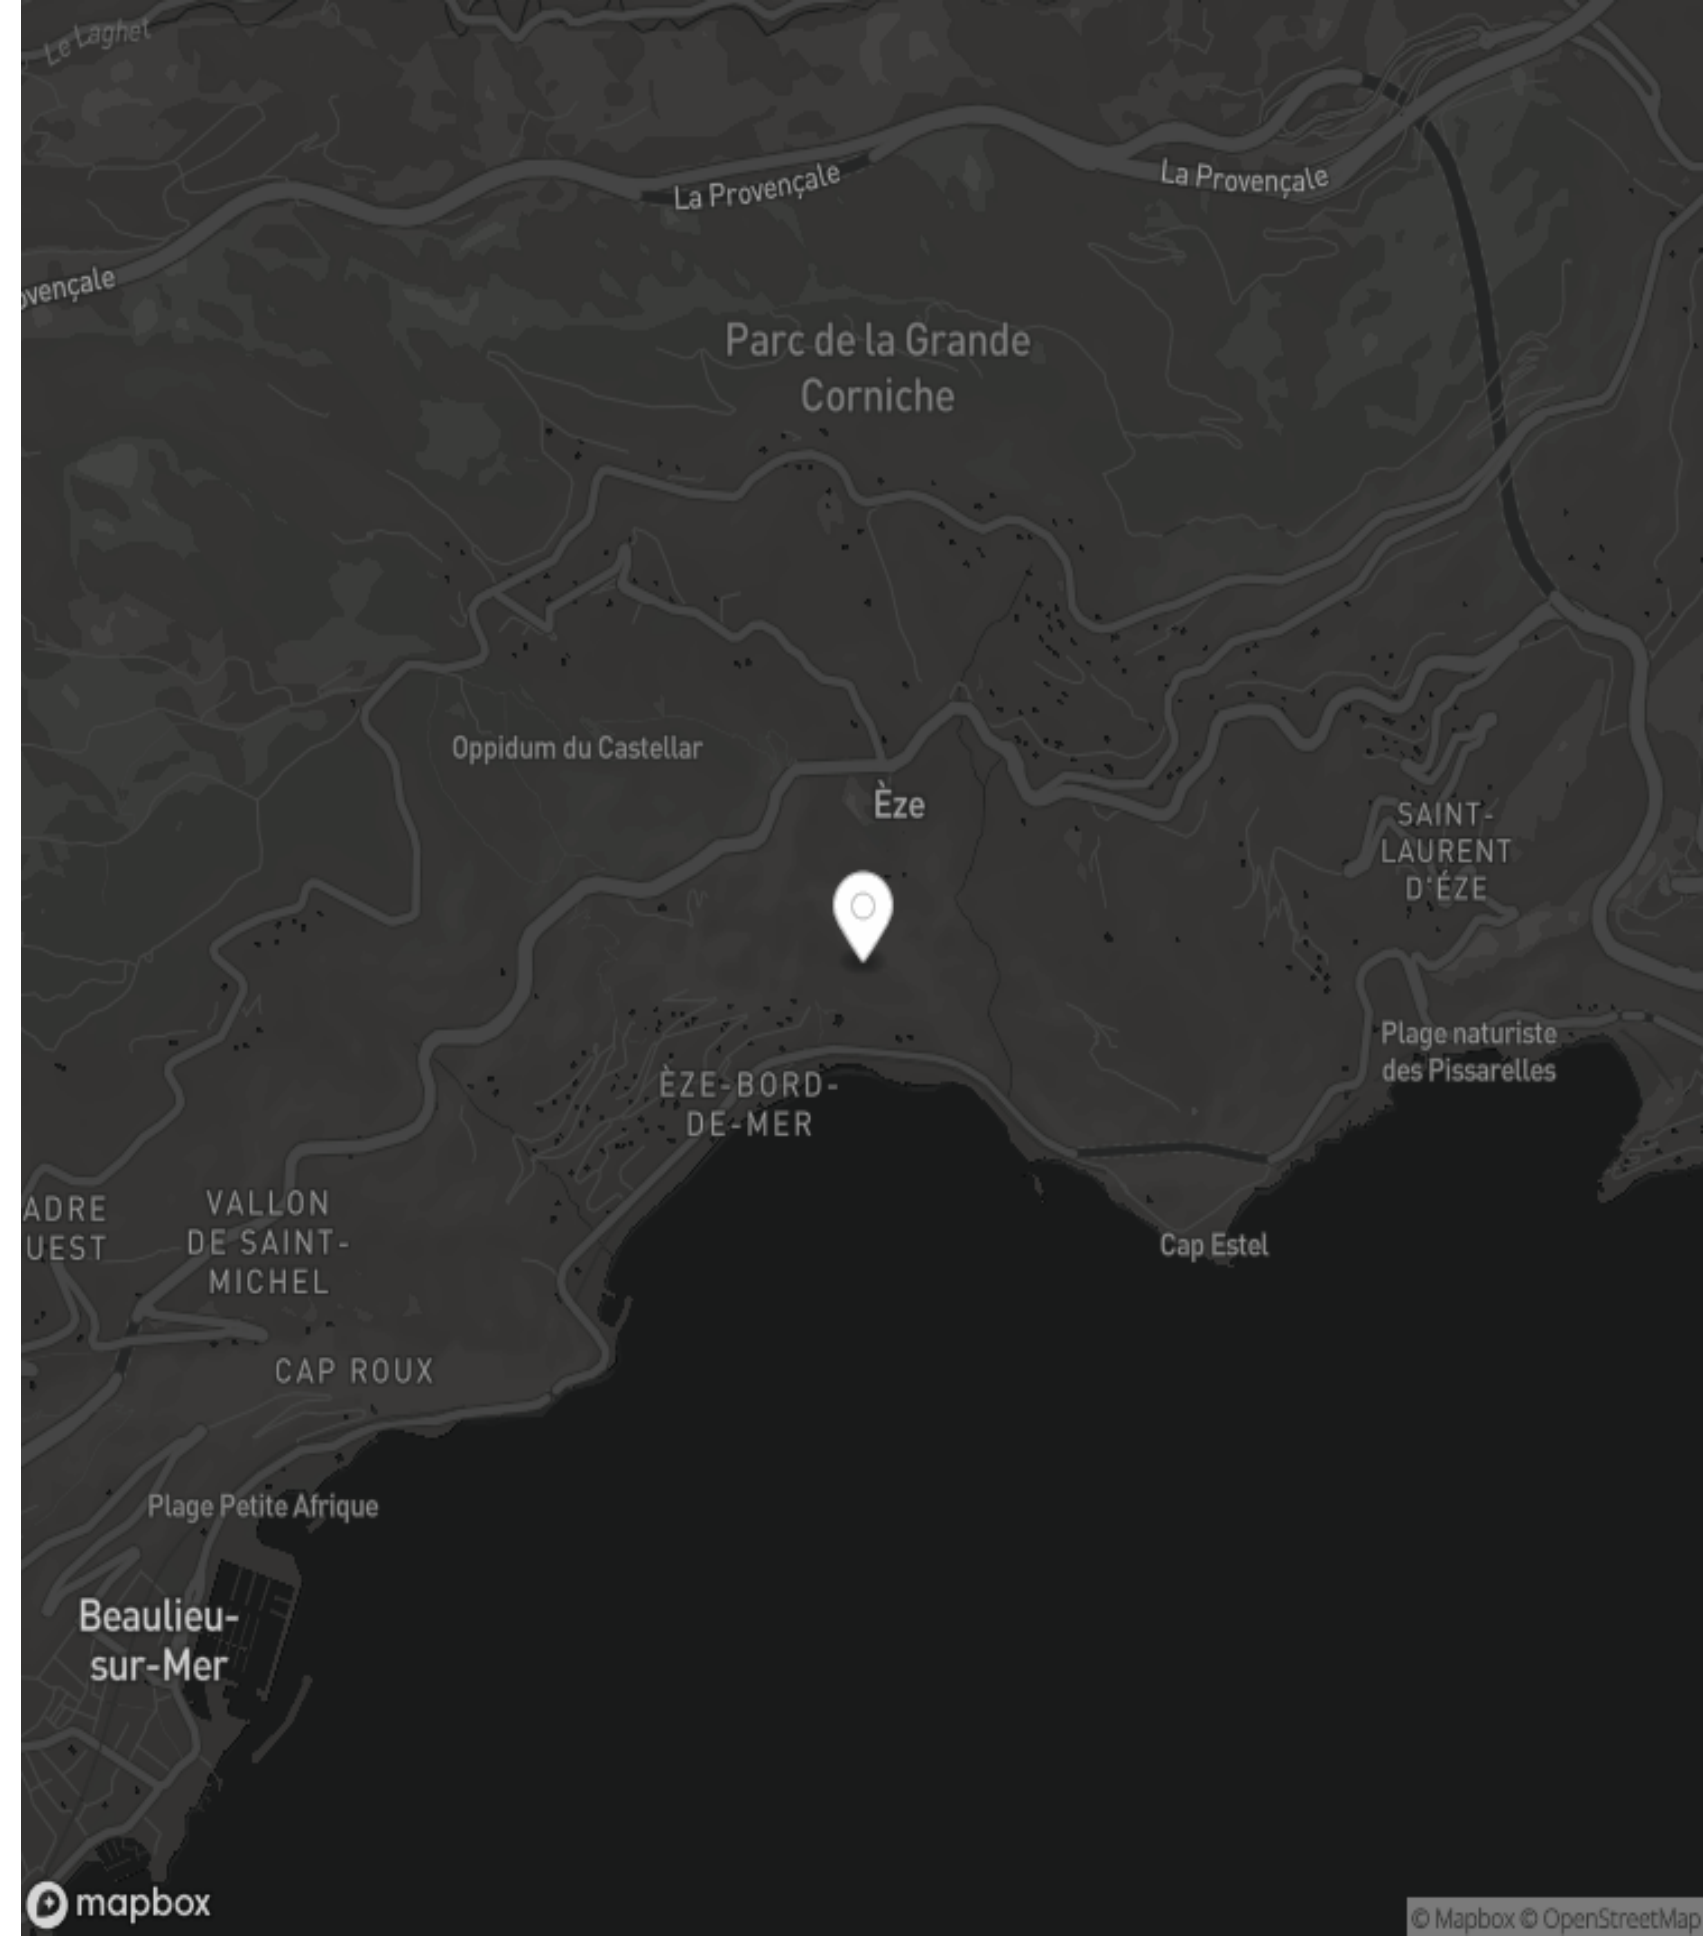 Le Laghet
La Provençale
La Provençale
ovençale
Parc de la Grande
Corniche
Oppidum du Castellar
Èze
SAINT-
LAURENT
D'ÉZE
Plage naturiste
des Pissarelles
ÈZE-BORD-
DE-MER
ADRE
UEST
VALLON
DE SAINT-
MICHEL
Cap Estel
CAP ROUX
Plage Petite Afrique
Beaulieu-
sur-Mer
mapbox
© Mapbox © OpenStreetMap